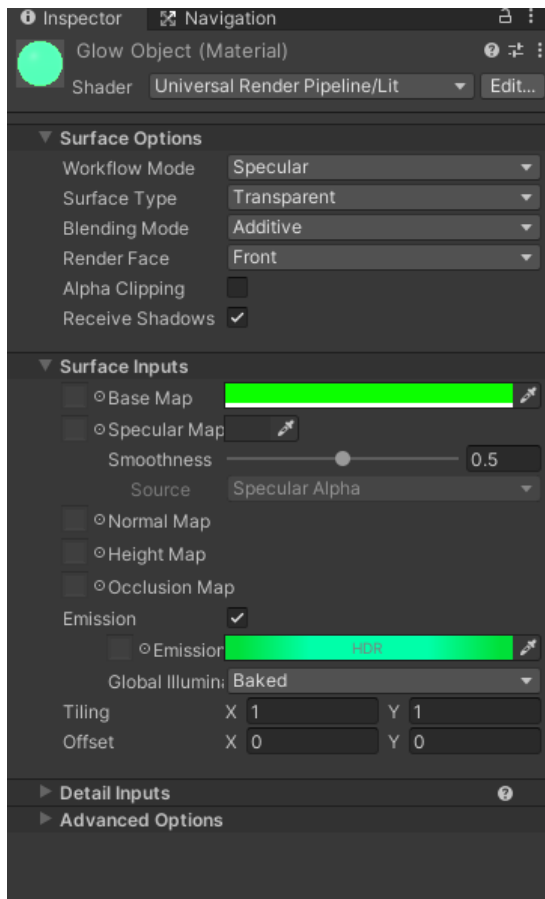 Inspector Navigation
Glow Object (Material)
Shader Universal Render Pipeline/Lit Edit...
Surface Options
Workflow Mode Specular
Surface Type Transparent
Blending Mode Additive
Render Face Front
Alpha Clipping
Receive Shadows
Surface Inputs
Base Map
Specular Map
Smoothness 0.5
Source Specular Alpha
Normal Map
Height Map
Occlusion Map
Emission
Emission HDR
Global Illumin Baked
Tiling X 1 Y 1
Offset X 0 Y 0
Detail Inputs
Advanced Options